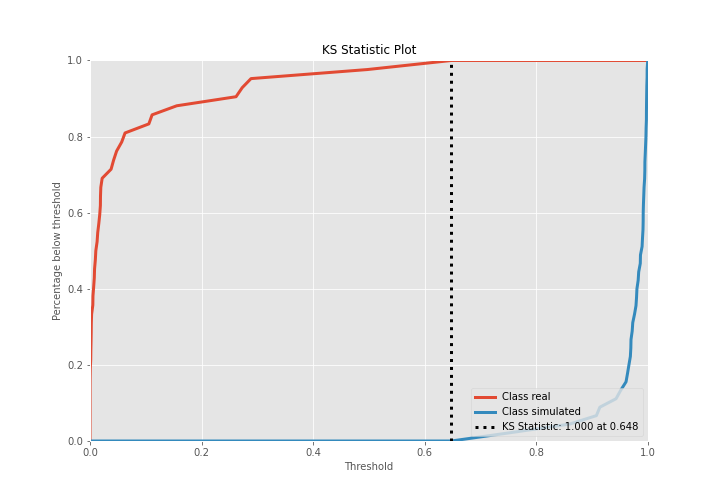 KS Statistic Plot
1.0
0.8
0.6
0.4
0.2
0.0
Percentage below threshold
Class real
Class simulated
KS Statistic: 1.000 at 0.648
0.0 0.2 0.4 0.6 0.8 1.0
Threshold